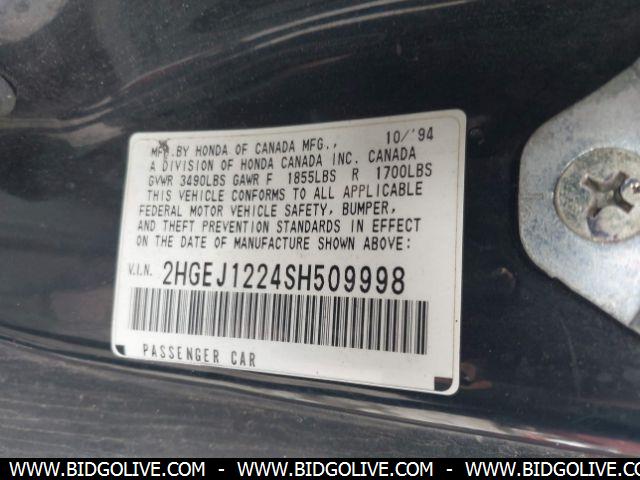 MFD.BY HONDA OF CANADA MFG., 10/'94
A DIVISION OF HONDA CANADA INC. CANADA
GVWR 3490LBS GAWR F 1855LBS R 1700LBS
THIS VEHICLE CONFORMS TO ALL APPLICABLE
FEDERAL MOTOR VEHICLE SAFETY, BUMPER,
AND THEFT PREVENTION STANDARDS IN EFFECT
ON THE DATE OF MANUFACTURE SHOWN ABOVE:
V.I.N. 2HGEJ1224SH509998
PASSENGER CAR
WWW.BIDGOLIVE.COM - WWW.BIDGOLIVE.COM - WWW.BIDGOLIVE.COM